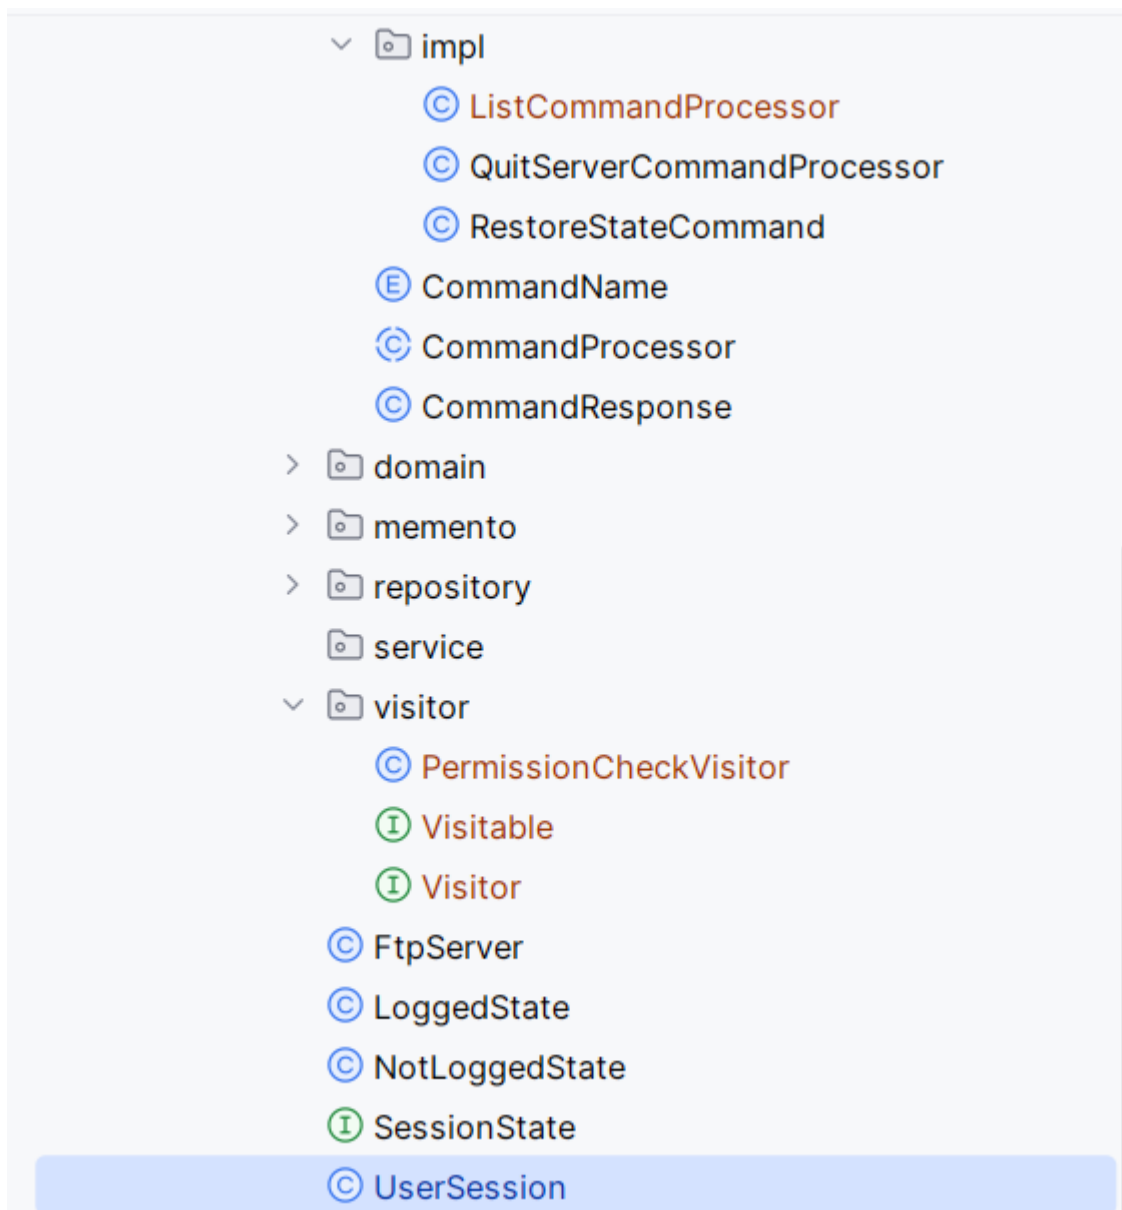 impl
ListCommandProcessor
QuitServerCommandProcessor
RestoreStateCommand
CommandName
CommandProcessor
CommandResponse
domain
memento
repository
service
visitor
PermissionCheckVisitor
Visitable
Visitor
FtpServer
LoggedState
NotLoggedState
SessionState
UserSession